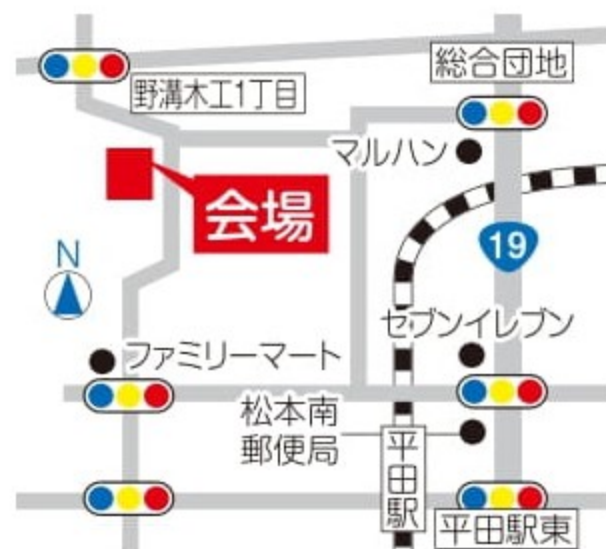 総合団地
野溝木工1丁目
マルハン
会場
19
N
セブンイレブン
ファミリーマート
松本南
郵便局
平田駅
平田駅東